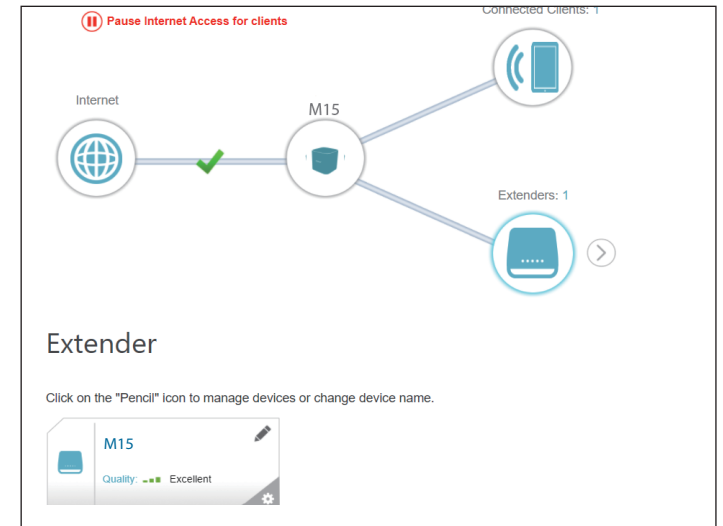 Pause Internet Access for clients
Connected Clients: 1
Internet
M15
Extenders: 1
Extender
Click on the "Pencil" icon to manage devices or change device name.
M15
Quality: Excellent